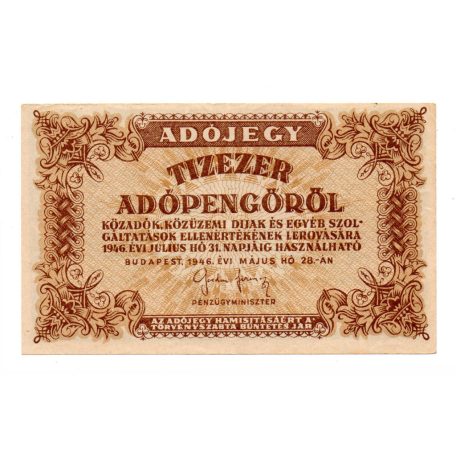 ADÓJEGY
TIZEZER
ADÓPENGŐRŐL
KÖZADÓK, KÖZÜZEMI DIJAK ÉS EGYÉB SZOL-
GÁLTATÁSOK ELLENÉRTÉKÉNEK LEROVÁSÁRA
1946. ÉVI JULIUS HÓ 31. NAPJÁIG HASZNÁLHATÓ
BUDAPEST, 1946. ÉVI MÁJUS HÓ 28.-ÁN
PÉNZÜGYMINISZTER
AZ ADÓJEGY HAMISÍTÁSÁÉRT A
TÖRVÉNYSZABTA BÜNTETÉS JÁR